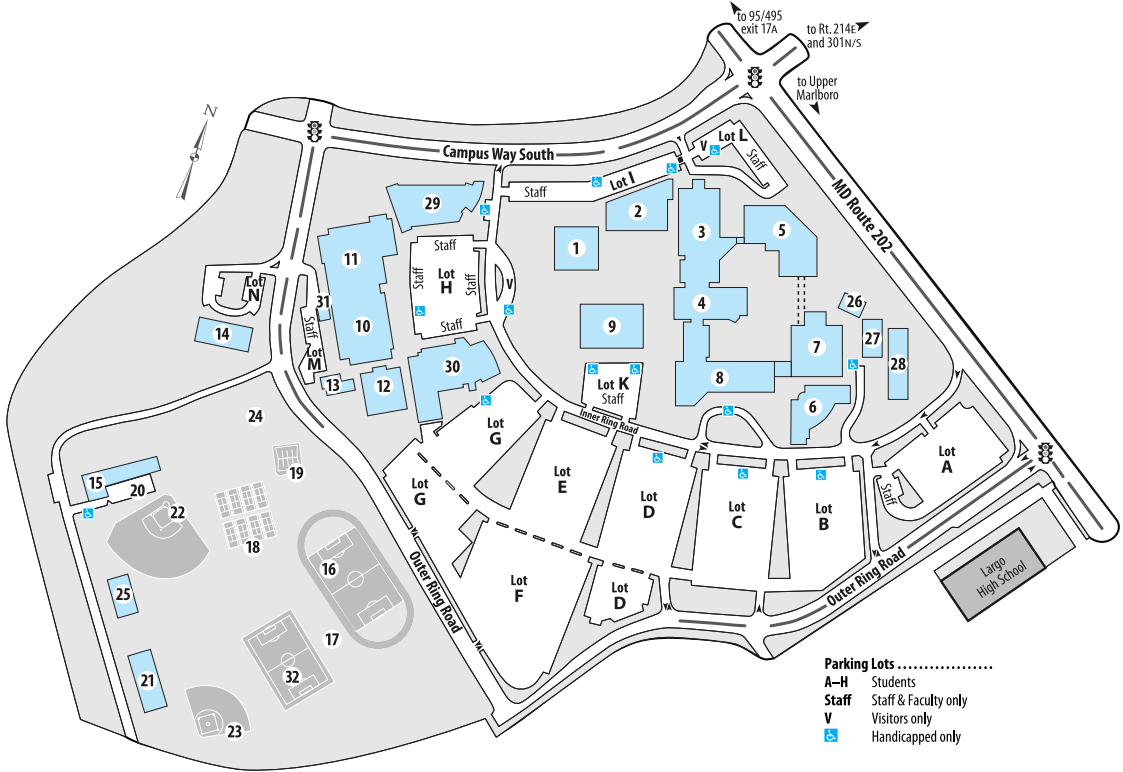 to 95/495
exit 17A
to Rt. 214E
and 301N/S
to Upper
Marlboro
N
Campus Way South
V
Lot L
Staff
MD Route 202
Staff
Lot I
29
2
1
3
5
11
Staff
Staff
Lot
H
Staff
Staff
V
Lot
N
31
Staff
Lot
M
14
10
4
9
26
27
28
7
30
13
12
Lot K
Staff
8
6
Inner Ring Road
24
19
Lot
G
Lot
G
Lot
E
Lot
D
Lot
C
Lot
B
Lot
A
Staff
15
20
22
18
16
25
17
21
32
23
Lot
F
Lot
D
Outer Ring Road
Outer Ring Road
Largo
High School
Parking Lots ..................
A–H Students
Staff Staff & Faculty only
V Visitors only
Handicapped only